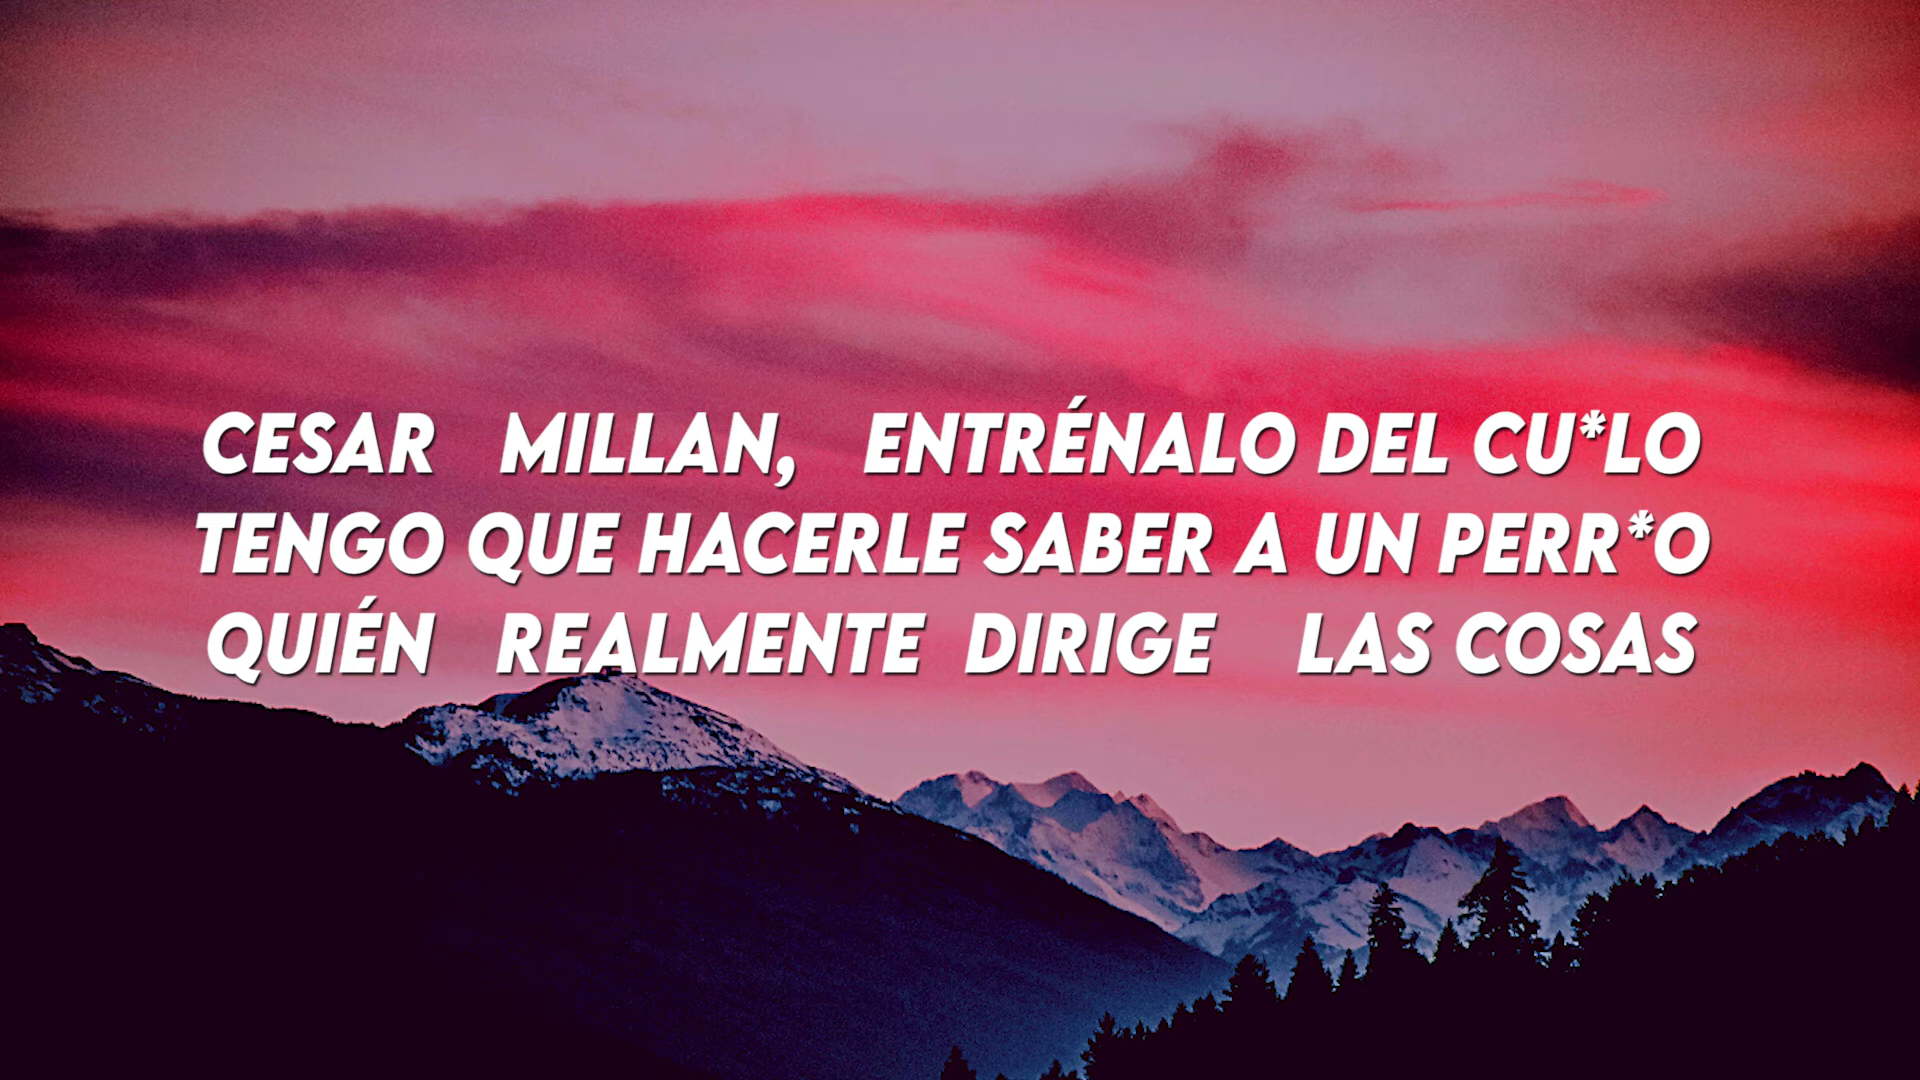 CESAR MILLAN, ENTRÉNALO DEL CU*LO
TENGO QUE HACERLE SABER A UN PERR*O
QUIÉN REALMENTE DIRIGE LAS COSAS